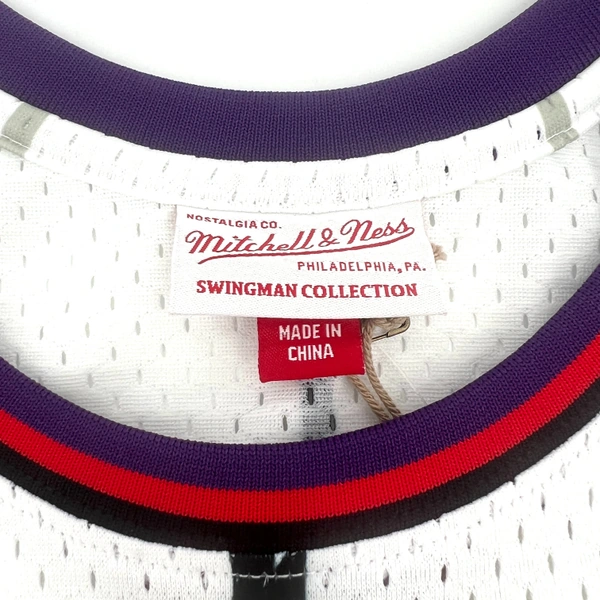 NOSTALGIA CO.
Mitchell & Ness
PHILADELPHIA, PA.
SWINGMAN COLLECTION
MADE IN
CHINA